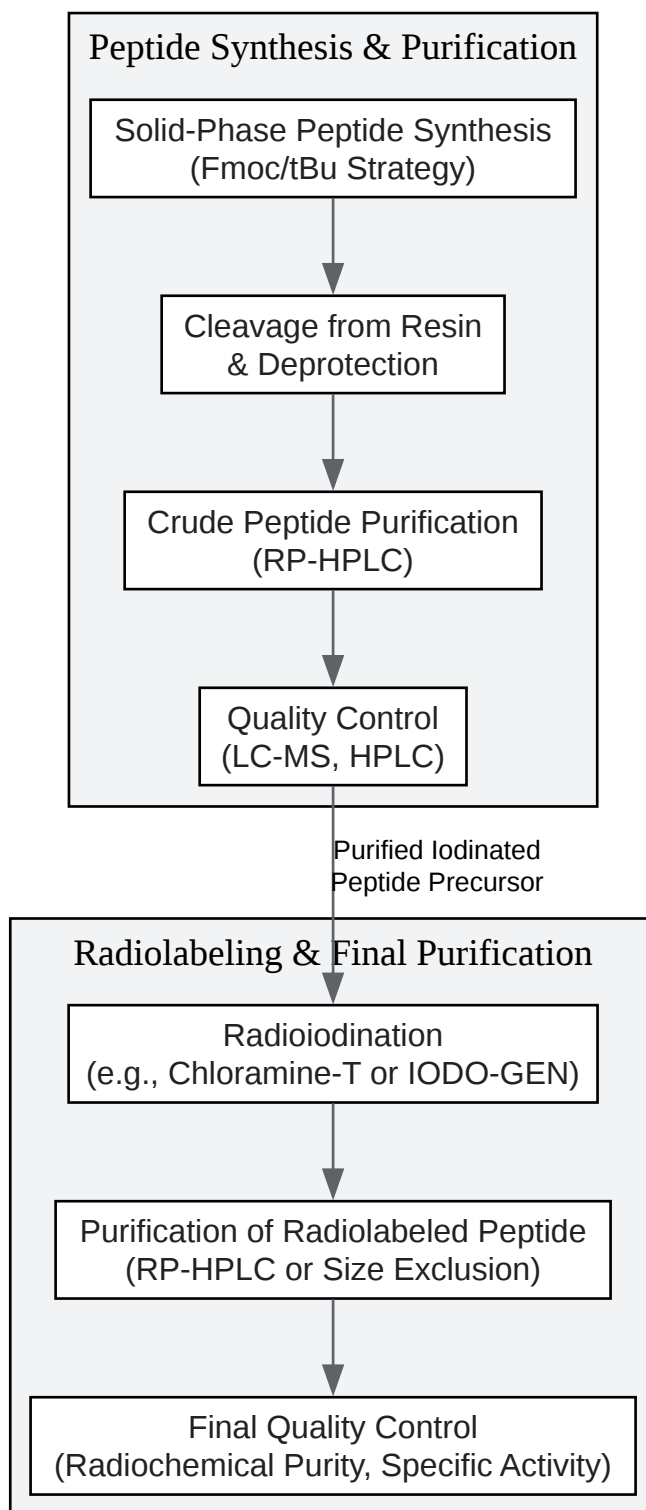 Peptide Synthesis & Purification
Solid-Phase Peptide Synthesis
(Fmoc/tBu Strategy)
Cleavage from Resin
& Deprotection
Crude Peptide Purification
(RP-HPLC)
Quality Control
(LC-MS, HPLC)
Purified Iodinated
Peptide Precursor
Radiolabeling & Final Purification
Radioiodination
(e.g., Chloramine-T or IODO-GEN)
Purification of Radiolabeled Peptide
(RP-HPLC or Size Exclusion)
Final Quality Control
(Radiochemical Purity, Specific Activity)